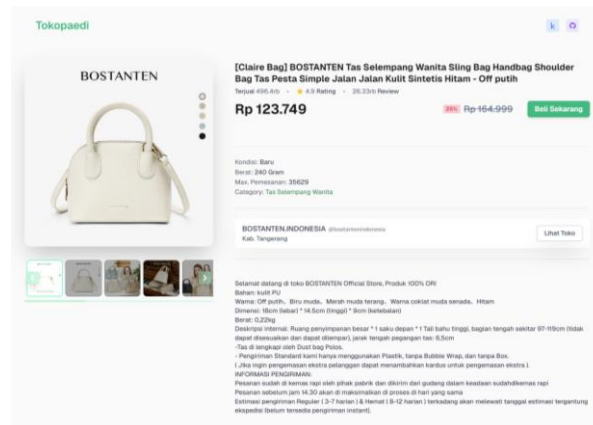 Tokopaedi
k
BOSTANTEN
[Claire Bag] BOSTANTEN Tas Selempang Wanita Sling Bag Handbag Shoulder
Bag Tas Pesta Simple Jalan Jalan Kulit Sintetis Hitam - Off putih
Terjual 496.4rb • 4.9 Rating • 26.23rb Review
Rp 123.749
25% Rp 164.999 Beli Sekarang
Kondisi: Baru
Berat: 240 Gram
Max. Pemesanan: 35629
Category: Tas Selempang Wanita
BOSTANTEN.INDONESIA @bostantenindonesia
Kab. Tangerang
Lihat Toko
Selamat datang di toko BOSTANTEN Official Store, Produk 100% ORI
Bahan: kulit PU
Warna: Off putih、Biru muda、Merah muda terang、Warna coklat muda senada、Hitam
Dimensi: 18cm (lebar) * 14.5cm (tinggi) * 9cm (ketebalan)
Berat: 0,22kg
Deskripsi internal: Ruang penyimpanan besar * 1 saku depan * 1 Tali bahu tinggi, bagian tengah sekitar 97-119cm (tidak
dapat disesuaikan dan dapat dilempar), jarak tengah pegangan tas: 6,5cm
-Tas di lengkapi oleh Dust bag Polos.
- Pengiriman Standard kami hanya menggunakan Plastik, tanpa Bubble Wrap, dan tanpa Box.
( Jika ingin pengemasan ekstra pelanggan dapat menambahkan kardus untuk pengemasan ekstra ).
INFORMASI PENGIRIMAN:
Pesanan sudah di kemas rapi oleh pihak pabrik dan dikirim dari gudang dalam keadaan sudahdikemas rapi
Pesanan sebelum jam 14.30 akan di maksimalkan di proses di hari yang sama
Estimasi pengiriman Reguler ( 3-7 harian ) & Hemat ( 8-12 harian ) terkadang akan melewati tanggal estimasi tergantung
ekspedisi (belum tersedia pengiriman instant).